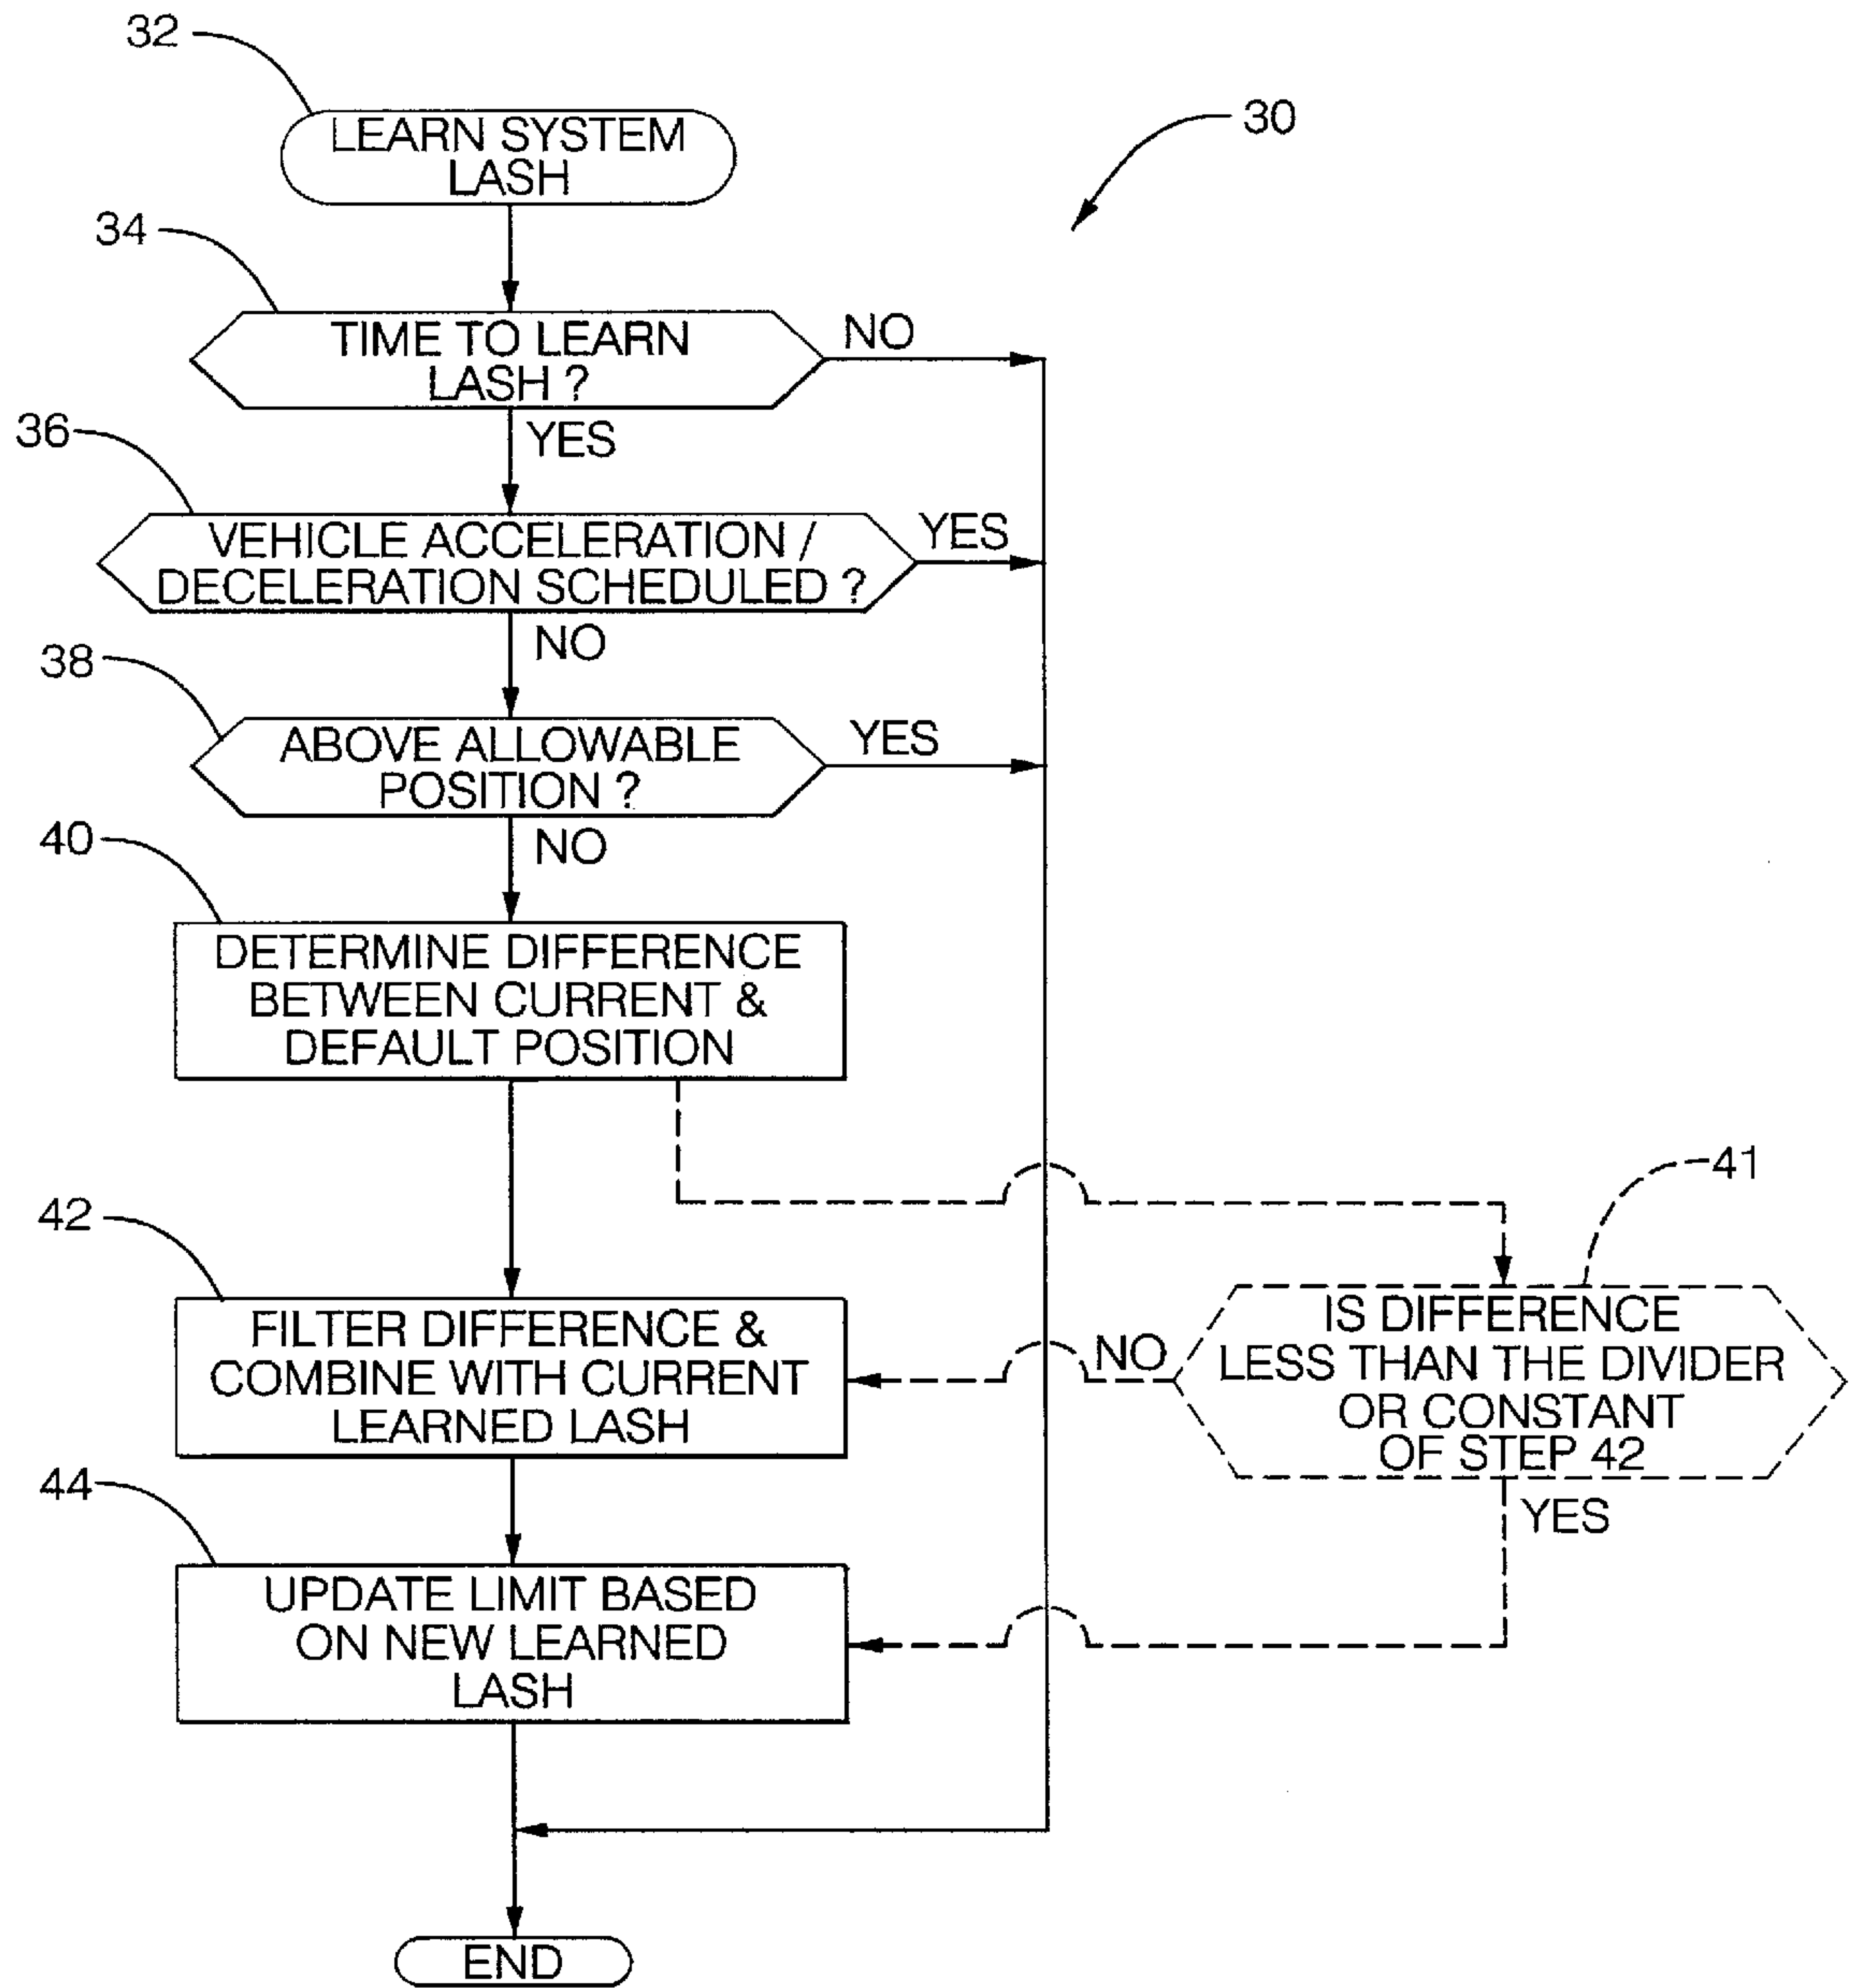 32
LEARN SYSTEM
LASH
30
34
TIME TO LEARN
LASH ?
NO
YES
36
VEHICLE ACCELERATION /
DECELERATION SCHEDULED ?
YES
NO
38
ABOVE ALLOWABLE
POSITION ?
YES
NO
40
DETERMINE DIFFERENCE
BETWEEN CURRENT &
DEFAULT POSITION
41
IS DIFFERENCE
LESS THAN THE DIVIDER
OR CONSTANT
OF STEP 42
NO
YES
42
FILTER DIFFERENCE &
COMBINE WITH CURRENT
LEARNED LASH
44
UPDATE LIMIT BASED
ON NEW LEARNED
LASH
END